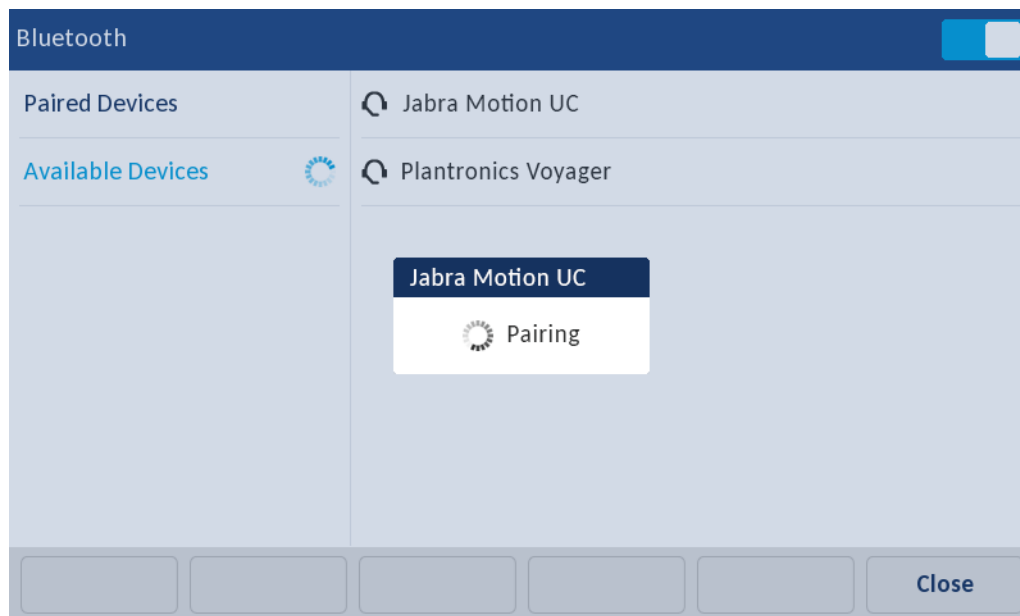 Bluetooth
Paired Devices
Jabra Motion UC
Available Devices
Plantronics Voyager
Jabra Motion UC
Pairing
Close